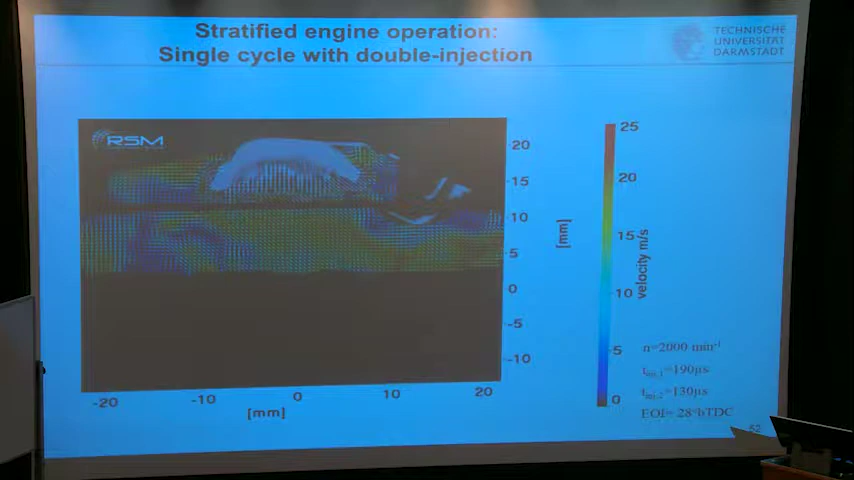 Stratified engine operation:
Single cycle with double-injection
TECHNISCHE
UNIVERSITÄT
DARMSTADT
RSM
20
15
10
5
0
-5
-10
[mm]
-20
-10
0
10
20
[mm]
25
20
15
10
5
0
velocity m/s
n=2000 min⁻¹
t_inj,1=190µs
t_inj,2=130µs
EOI= 28°bTDC
52